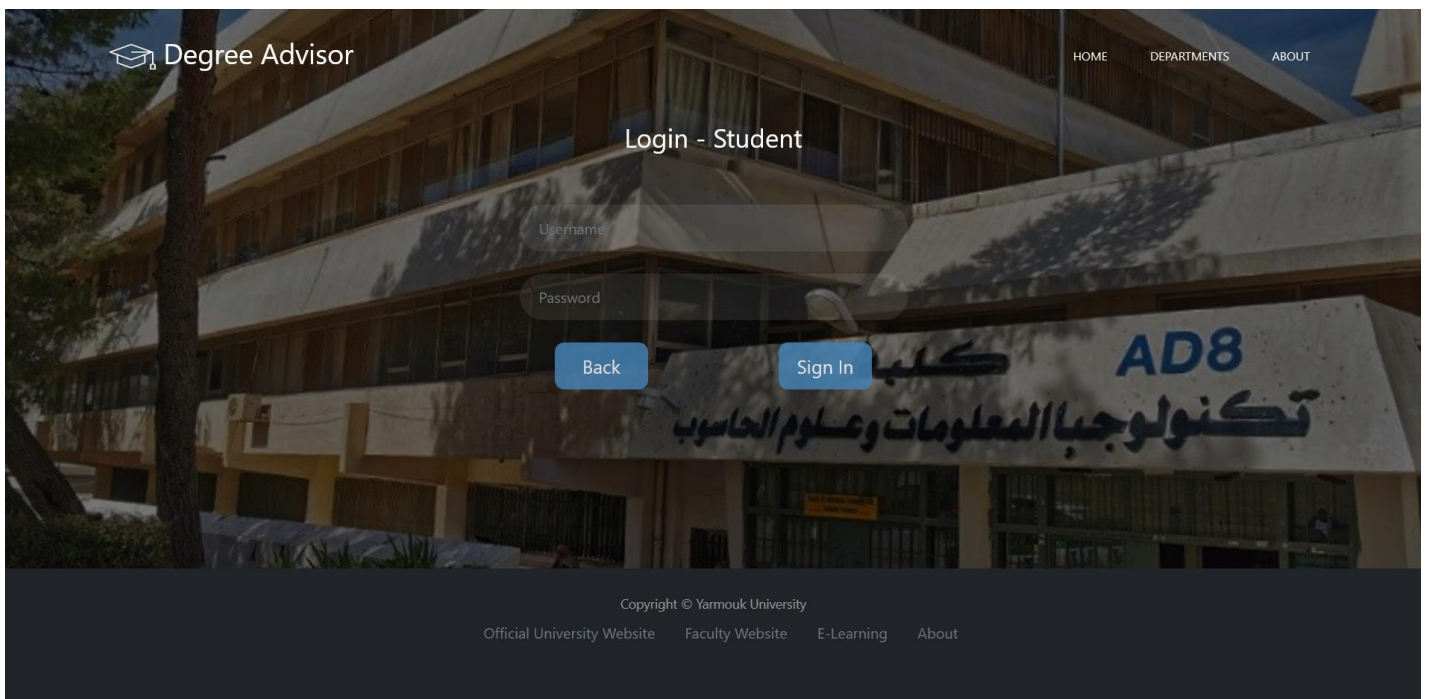 Degree Advisor
HOME DEPARTMENTS ABOUT
Login - Student
Username
Password
Back Sign In
كليـ AD8
تكنولوجيا المعلومات وعلوم الحاسوب
Copyright © Yarmouk University
Official University Website Faculty Website E-Learning About